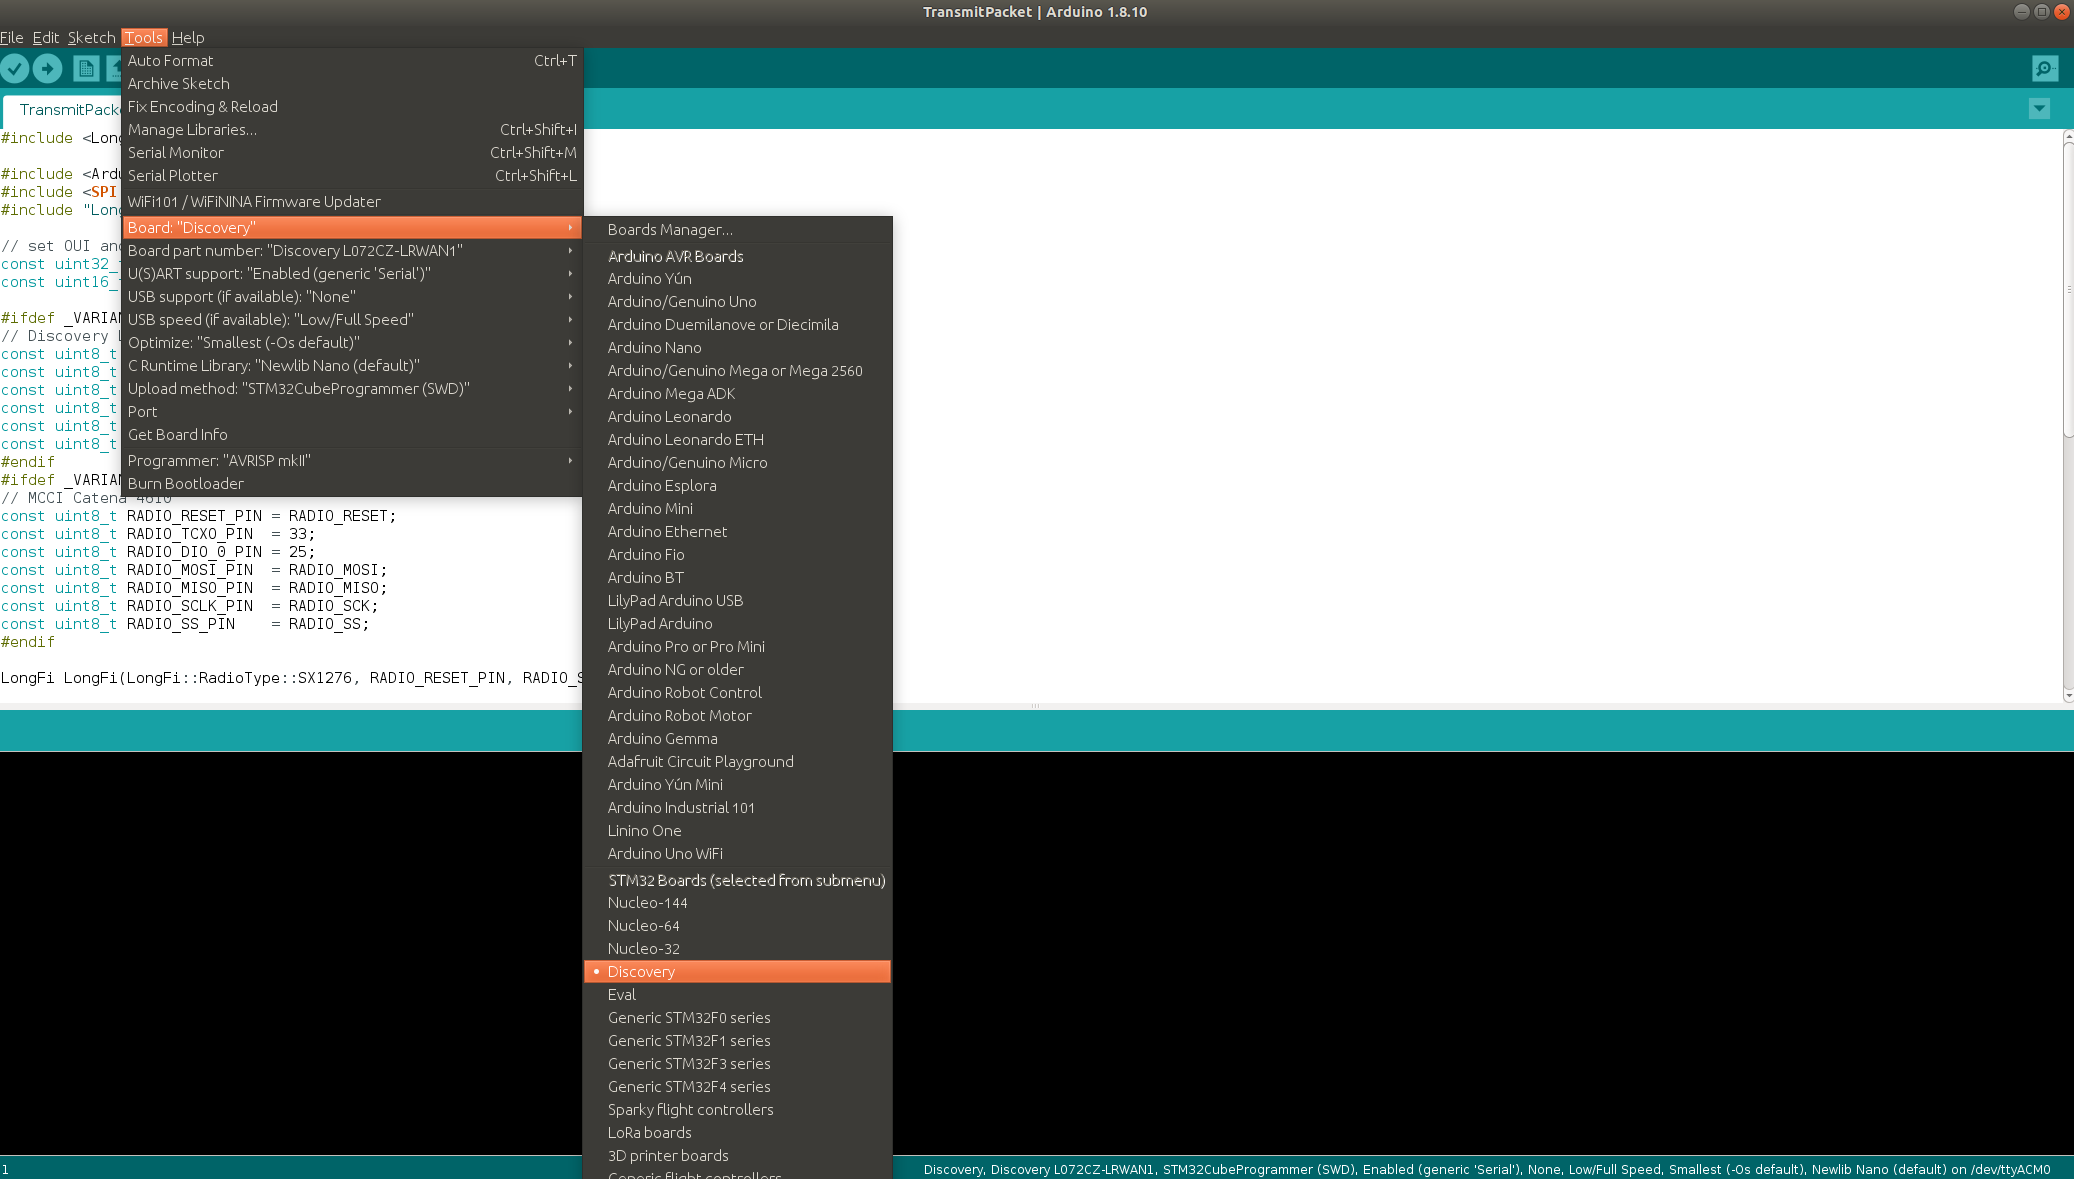 TransmitPacket | Arduino 1.8.10
File Edit Sketch Tools Help
TransmitPack
Auto Format Ctrl+T
Archive Sketch
Fix Encoding & Reload
Manage Libraries... Ctrl+Shift+I
Serial Monitor Ctrl+Shift+M
Serial Plotter Ctrl+Shift+L
WiFi101 / WiFiNINA Firmware Updater
Board: "Discovery"
Board part number: "Discovery L072CZ-LRWAN1"
U(S)ART support: "Enabled (generic 'Serial')"
USB support (if available): "None"
USB speed (if available): "Low/Full Speed"
Optimize: "Smallest (-Os default)"
C Runtime Library: "Newlib Nano (default)"
Upload method: "STM32CubeProgrammer (SWD)"
Port
Get Board Info
Programmer: "AVRISP mkII"
Burn Bootloader
Boards Manager...
Arduino AVR Boards
Arduino Yún
Arduino/Genuino Uno
Arduino Duemilanove or Diecimila
Arduino Nano
Arduino/Genuino Mega or Mega 2560
Arduino Mega ADK
Arduino Leonardo
Arduino Leonardo ETH
Arduino/Genuino Micro
Arduino Esplora
Arduino Mini
Arduino Ethernet
Arduino Fio
Arduino BT
LilyPad Arduino USB
LilyPad Arduino
Arduino Pro or Pro Mini
Arduino NG or older
Arduino Robot Control
Arduino Robot Motor
Arduino Gemma
Adafruit Circuit Playground
Arduino Yún Mini
Arduino Industrial 101
Linino One
Arduino Uno WiFi
STM32 Boards (selected from submenu)
Nucleo-144
Nucleo-64
Nucleo-32
Discovery
Eval
Generic STM32F0 series
Generic STM32F1 series
Generic STM32F3 series
Generic STM32F4 series
Sparky flight controllers
LoRa boards
3D printer boards
Generic flight controllers
#include <Lon
#include <Ard
#include <SPI
#include "Lon
// set OUI an
const uint32_
const uint16_
#ifdef _VARIAN
// Discovery
const uint8_t
const uint8_t
const uint8_t
const uint8_t
const uint8_t
const uint8_t
#endif
#ifdef _VARIAN
// MCCI Catena 4610
const uint8_t RADIO_RESET_PIN = RADIO_RESET;
const uint8_t RADIO_TCXO_PIN = 33;
const uint8_t RADIO_DIO_0_PIN = 25;
const uint8_t RADIO_MOSI_PIN = RADIO_MOSI;
const uint8_t RADIO_MISO_PIN = RADIO_MISO;
const uint8_t RADIO_SCLK_PIN = RADIO_SCK;
const uint8_t RADIO_SS_PIN = RADIO_SS;
#endif
LongFi LongFi(LongFi::RadioType::SX1276, RADIO_RESET_PIN, RADIO_S
1
Discovery, Discovery L072CZ-LRWAN1, STM32CubeProgrammer (SWD), Enabled (generic 'Serial'), None, Low/Full Speed, Smallest (-Os default), Newlib Nano (default) on /dev/ttyACM0